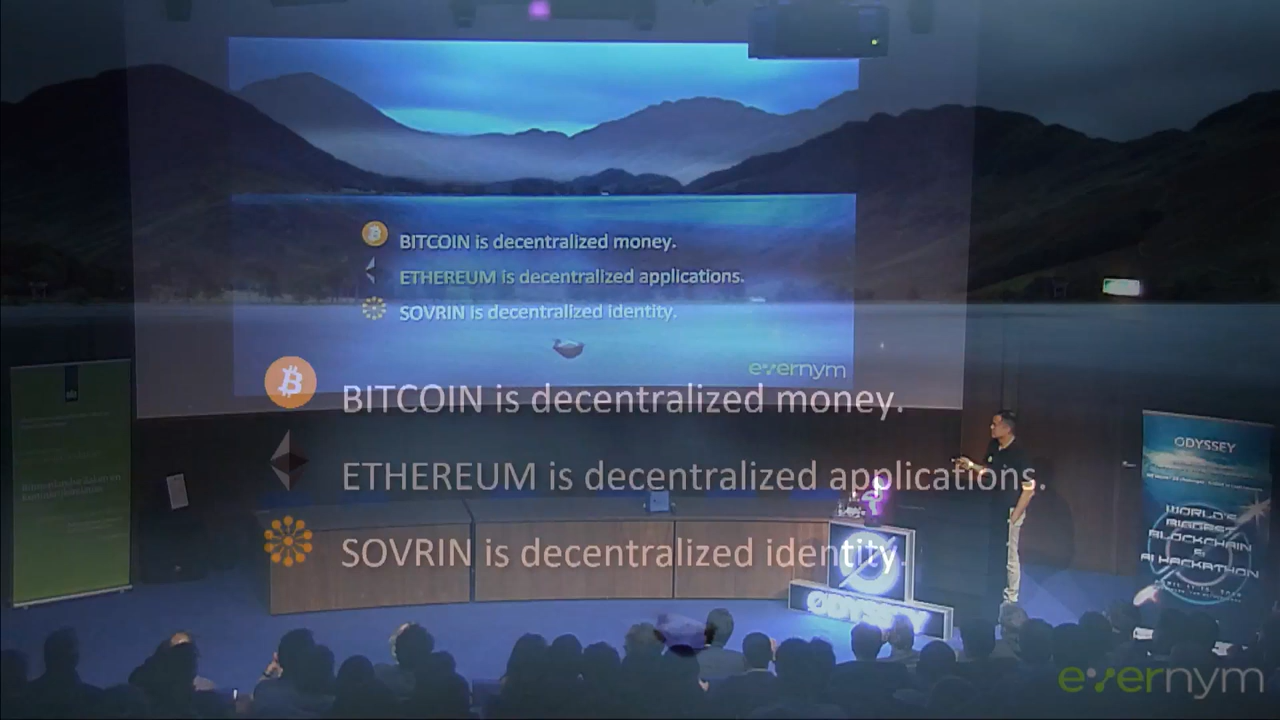 BITCOIN is decentralized money.
ETHEREUM is decentralized applications.
SOVRIN is decentralized identity.
evernym
BITCOIN is decentralized money.
ETHEREUM is decentralized applications.
SOVRIN is decentralized identity.
ODYSSEY
WORLD'S
BIGGEST
BLOCKCHAIN
&
AI HACKATHON
ODYSSEY
evernym